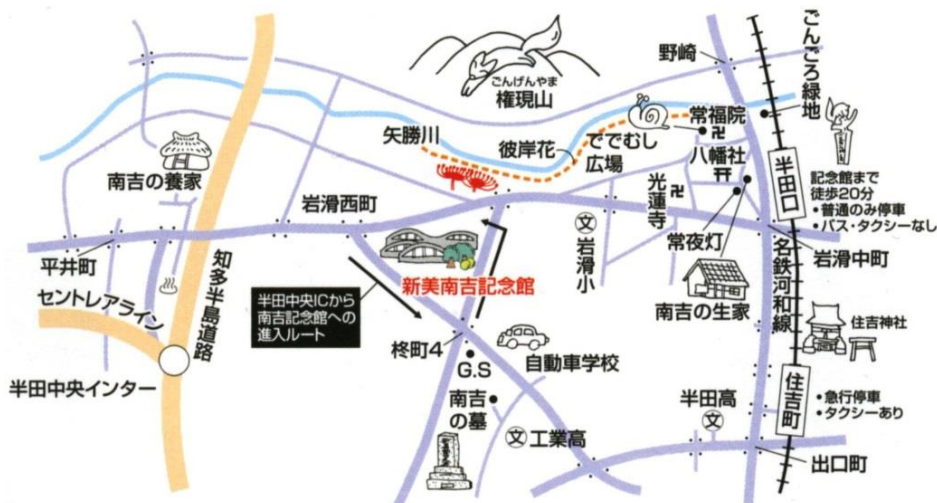 ごんげんやま
権現山
野崎
ごんごろ緑地
矢勝川
彼岸花
ででむし
広場
常福院
八幡社
南吉の養家
岩滑西町
光蓮寺
半田口
記念館まで
徒歩20分
•普通のみ停車
•バス・タクシーなし
平井町
文
岩滑小
常夜灯
岩滑中町
新美南吉記念館
南吉の生家
名鉄河和線
知多半島道路
セントレアライン
半田中央ICから
南吉記念館への
進入ルート
柊町4
自動車学校
住吉神社
半田中央インター
G.S
南吉
の墓
文
工業高
半田高
文
住吉町
•急行停車
•タクシーあり
出口町